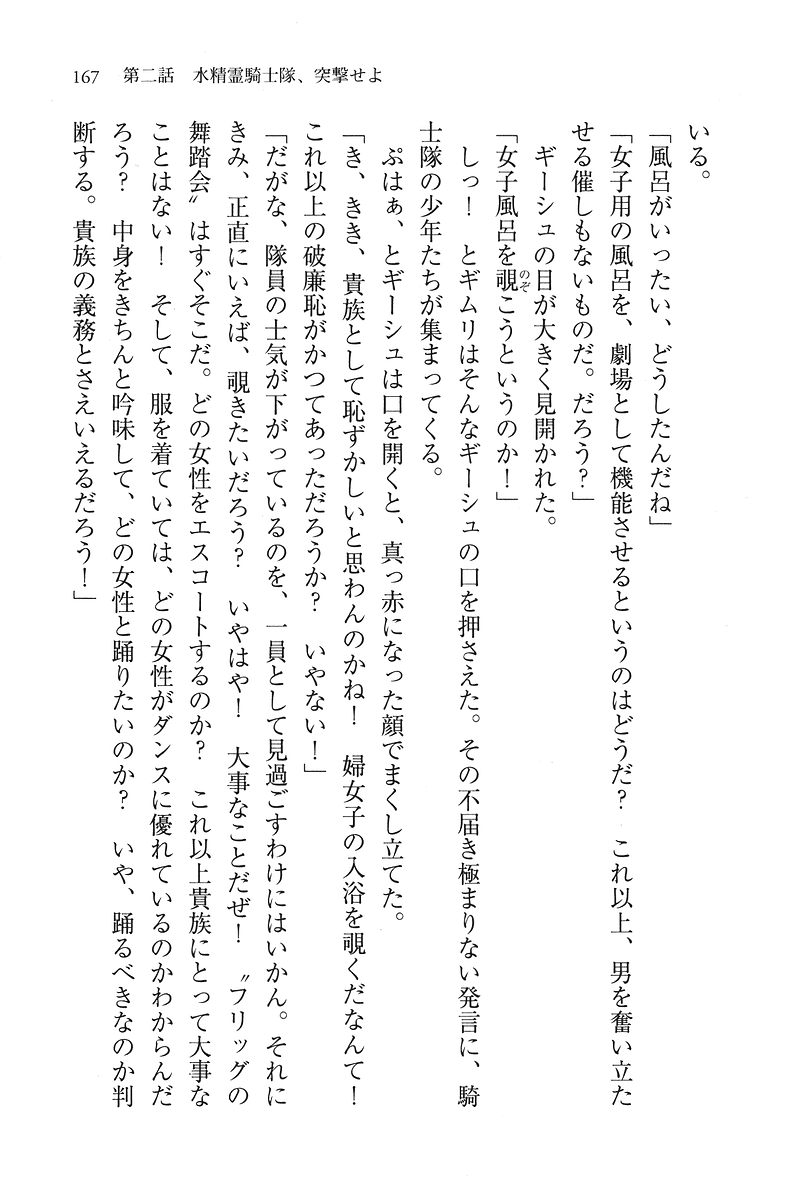 167　第二話　水精霊騎士隊、突撃せよ
いる。
「風呂がいったい、どうしたんだね」
「女子用の風呂を、劇場として機能させるというのはどうだ？　これ以上、男を奮い立た
せる催しもないものだ。だろう？」
　ギーシュの目が大きく見開かれた。
「女子風呂を覗こうというのか！」
　しっ！　とギムリはそんなギーシュの口を押さえた。その不届き極まりない発言に、騎
士隊の少年たちが集まってくる。
　ぷはぁ、とギーシュは口を開くと、真っ赤になった顔でまくし立てた。
「き、きき、貴族として恥ずかしいと思わんのかね！　婦女子の入浴を覗くだなんて！
これ以上の破廉恥がかつてあっただろうか？　いやない！」
「だがな、隊員の士気が下がっているのを、一員として見過ごすわけにはいかん。それに
きみ、正直にいえば、覗きたいだろう？　いやはや！　大事なことだぜ！　〝フリッグの
舞踏会〟はすぐそこだ。どの女性をエスコートするのか？　これ以上貴族にとって大事な
ことはない！　そして、服を着ていては、どの女性がダンスに優れているのかわからんだ
ろう？　中身をきちんと吟味して、どの女性と踊りたいのか？　いや、踊るべきなのか判
断する。貴族の義務とさえいえるだろう！」